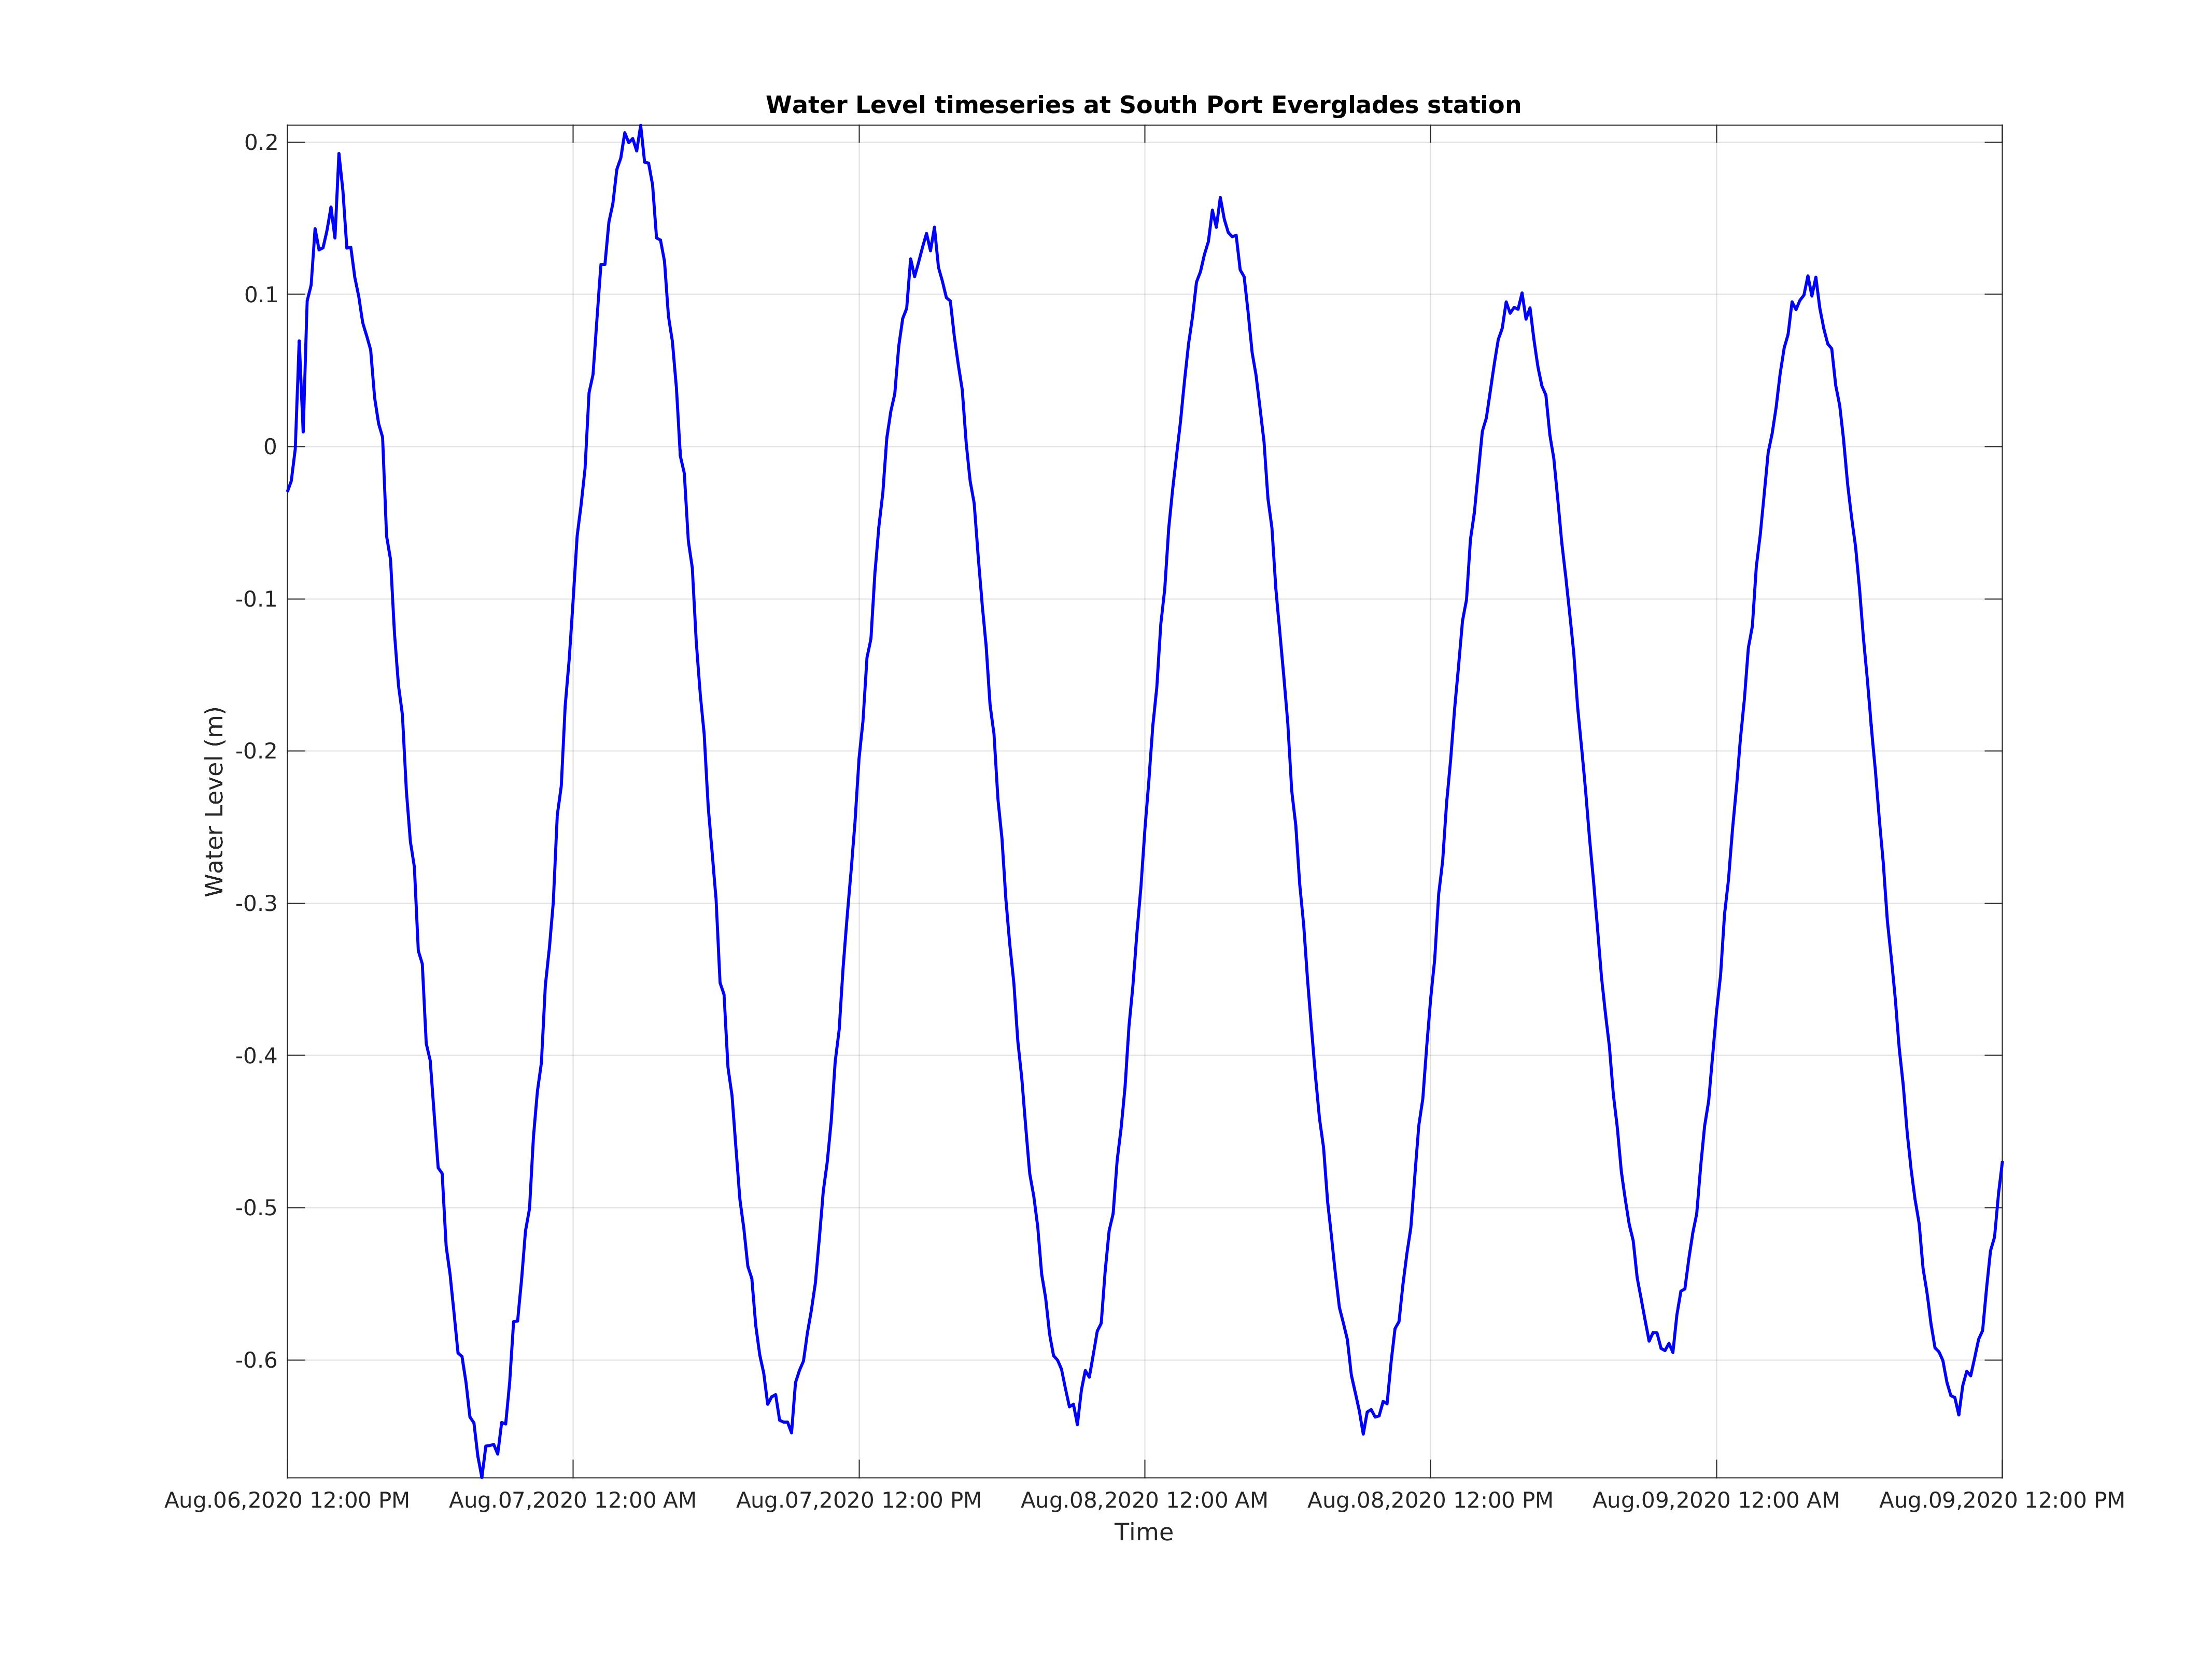 Water Level timeseries at South Port Everglades station
0.2
0.1
0
-0.1
-0.2
-0.3
-0.4
-0.5
-0.6
Water Level (m)
Aug.06,2020 12:00 PM Aug.07,2020 12:00 AM Aug.07,2020 12:00 PM Aug.08,2020 12:00 AM Aug.08,2020 12:00 PM Aug.09,2020 12:00 AM Aug.09,2020 12:00 PM
Time